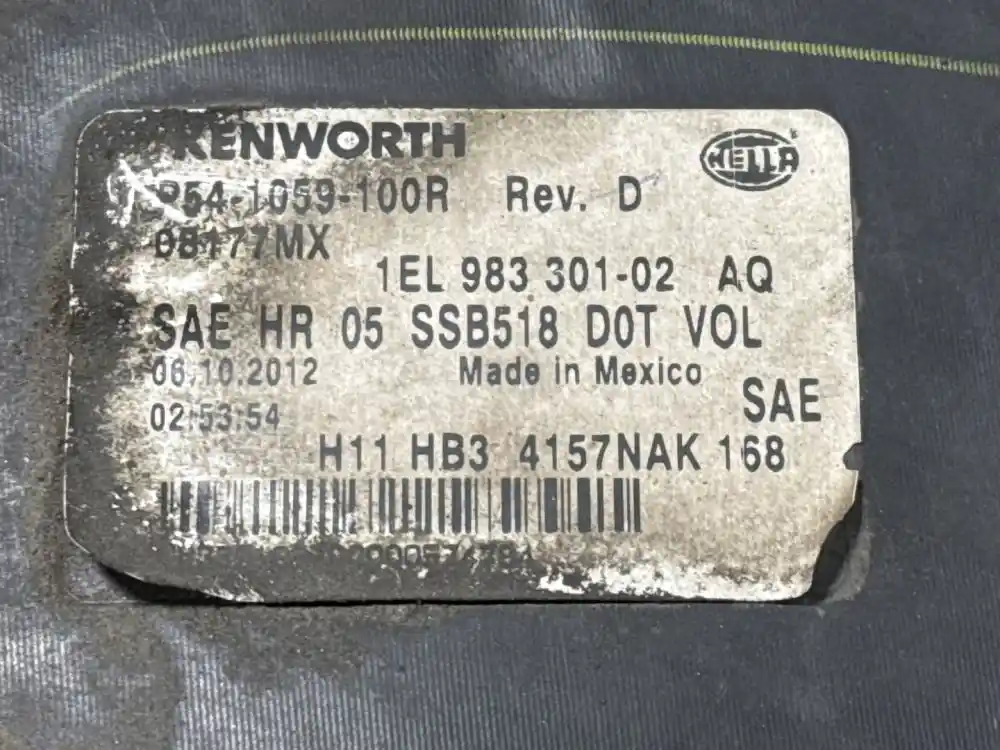 KENWORTH
HELLA
P54-1059-100R Rev. D
08177MX
1EL 983 301-02 AQ
SAE HR 05 SSB518 DOT VOL
06.10.2012 Made in Mexico
SAE
02:53:54
H11 HB3 4157NAK 168